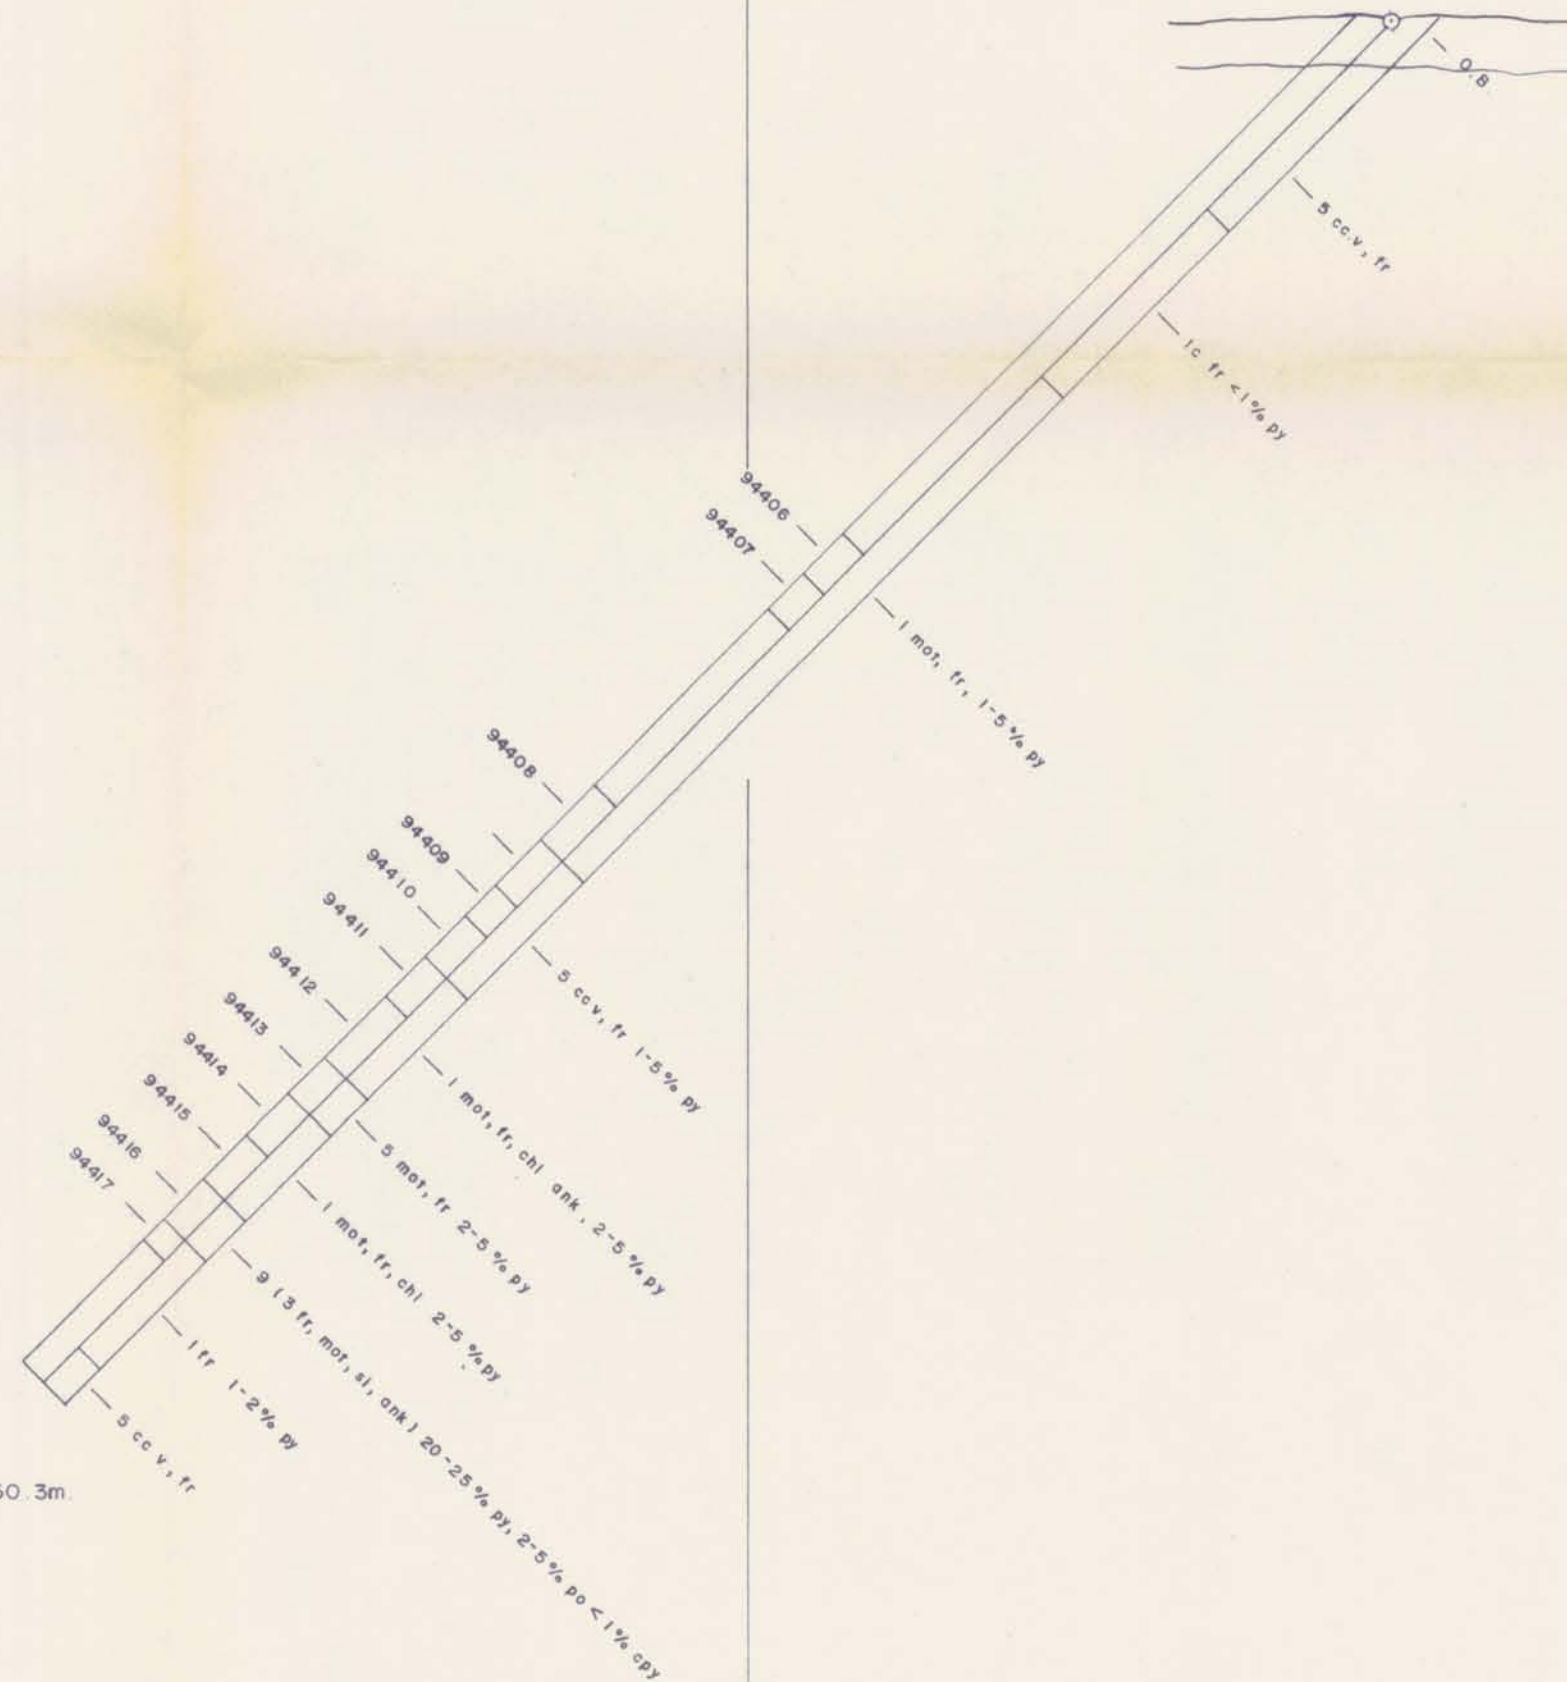 0.8
5 cc.v, fr
1c fr <1% py
94406
94407
1 mot, fr, 1-5% py
94408
94409
94410
94411
94412
94413
94414
94415
94416
94417
5 cc v, fr 1-5% py
1 mot, fr, chl ank, 2-5% py
5 mot, fr 2-5% py
1 mot, fr, chl 2-5% py
9 (3 fr, mot, si, ank) 20-25% py, 2-5% po <1% cpy
1 fr 1-2% py
5 cc v, fr
0.3m.